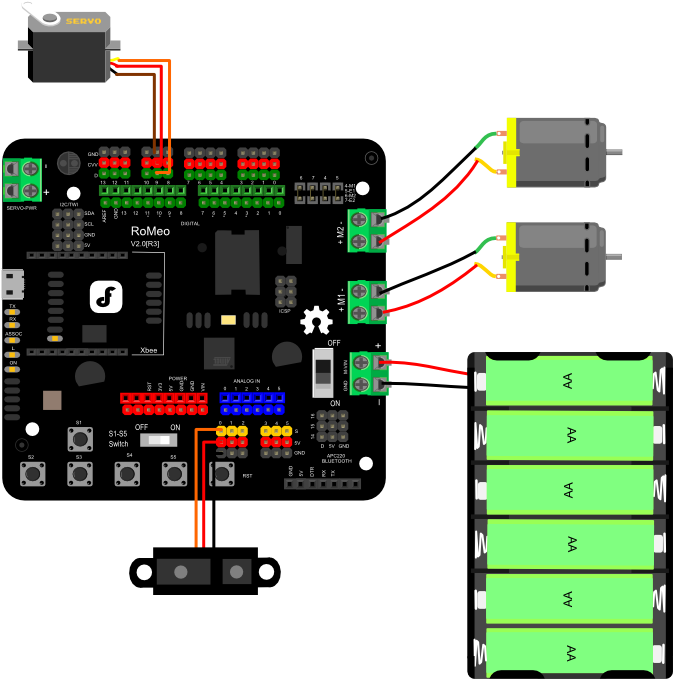 SERVO
GND
CVV
D
13 12 11 10 9 8 7 6 5 4 3 2 1 0
SERVO-PWR
+
I2C/TWI
SDA
SCL
GND
5V
AREF
GND
13 12 11 10 9 8 7 6 5 4 3 2 1 0
DIGITAL
8 7 4 5
RoMeo
V2.0[R3]
+ M2 -
+ M1 -
ICSP
Xbee
TX
RX
ASSOC
L
ON
OFF
ON
+
M-VIN
GND
-
POWER
RST
3V3
5V
GND
GND
VIN
ANALOG IN
0 1 2 3 4 5
S1
S1-S5
Switch
OFF
ON
0 1 2 3 4 5
S
5V
GND
16
15
14
D 5V GND
APC220
BLUETOOTH
S2
S3
S4
S5
RST
GND
5V
DTR
RX
TX
AA
AA
AA
AA
AA
AA